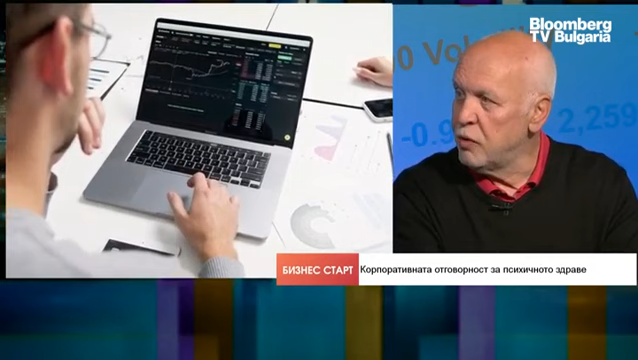 Bloomberg
TV Bulgaria
0 Vol
-0.9
2,259
БИЗНЕС СТАРТ
Корпоративната отговорност за психичното здраве